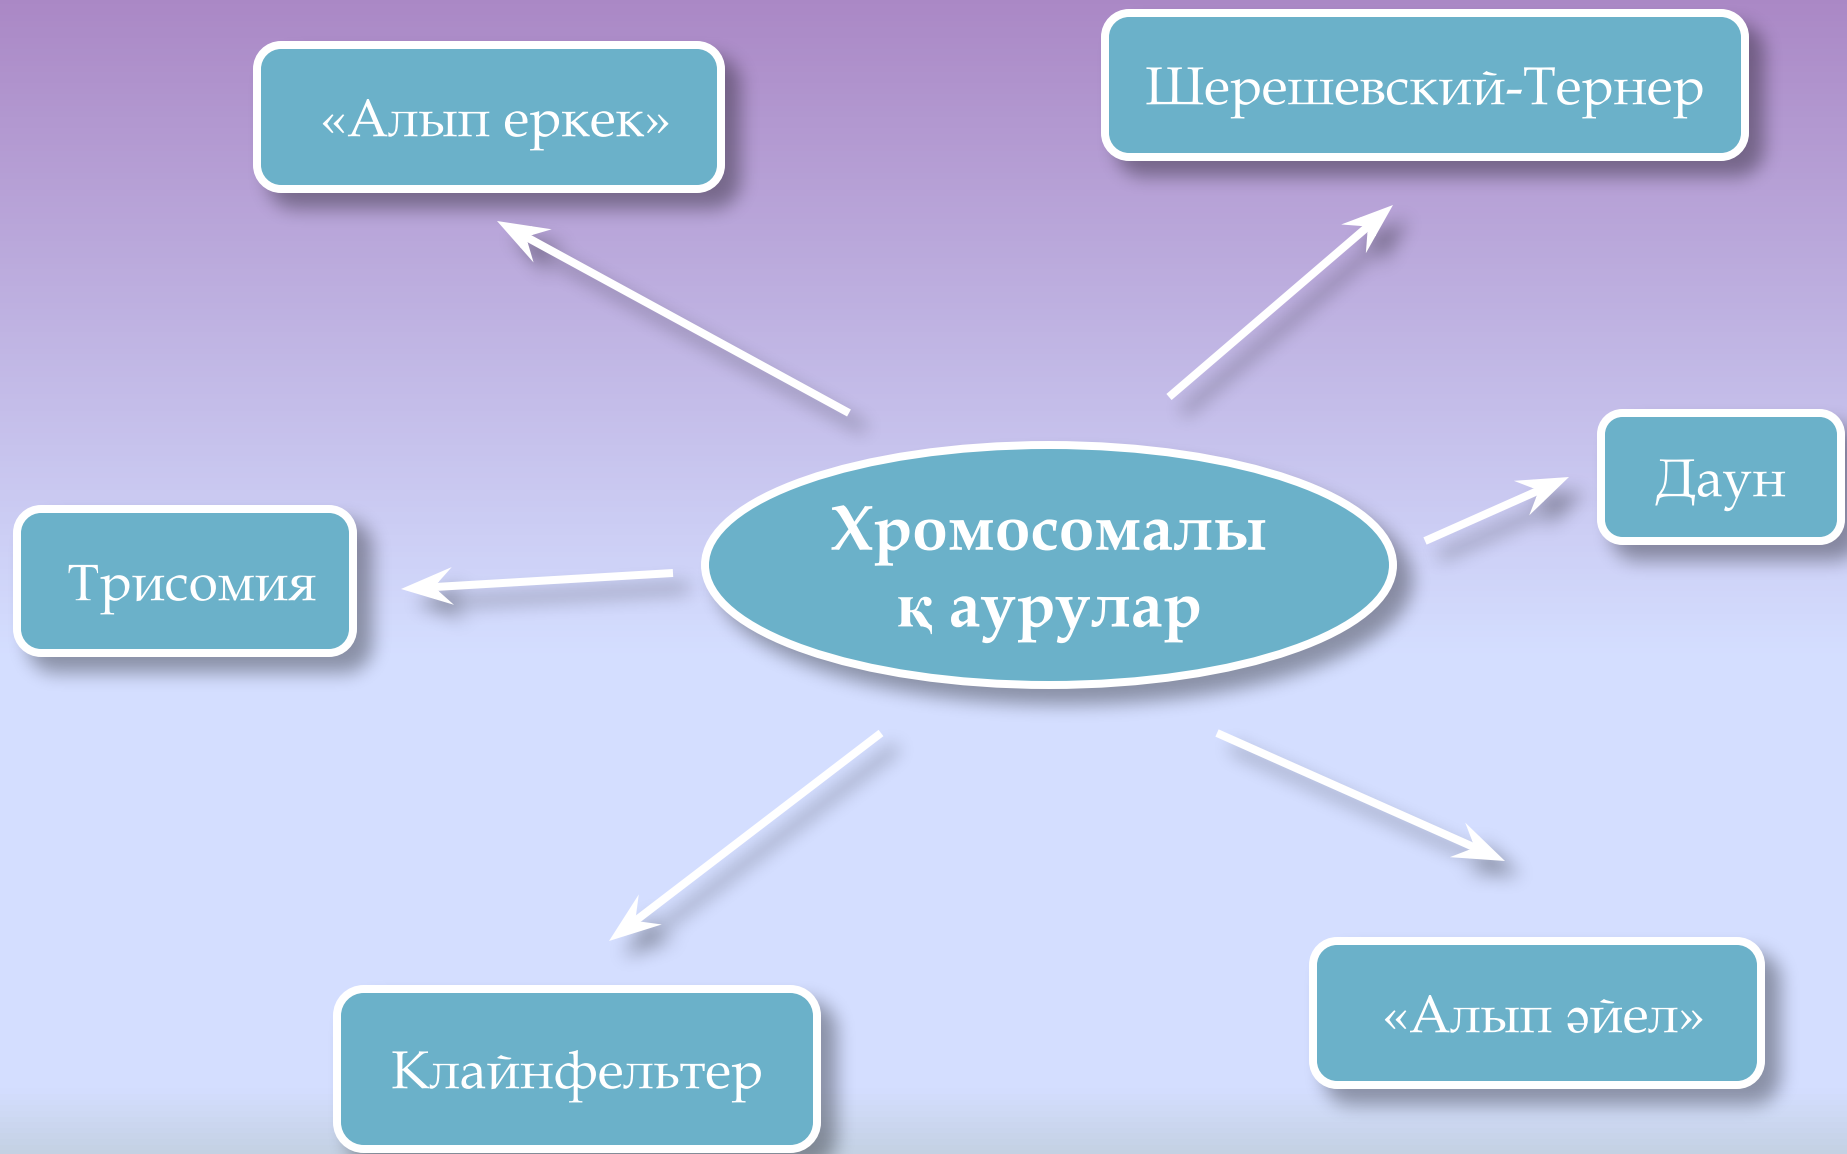 «Алып еркек»
Шерешевский-Тернер
Даун
Хромосомалы
қ аурулар
Трисомия
«Алып әйел»
Клайнфельтер